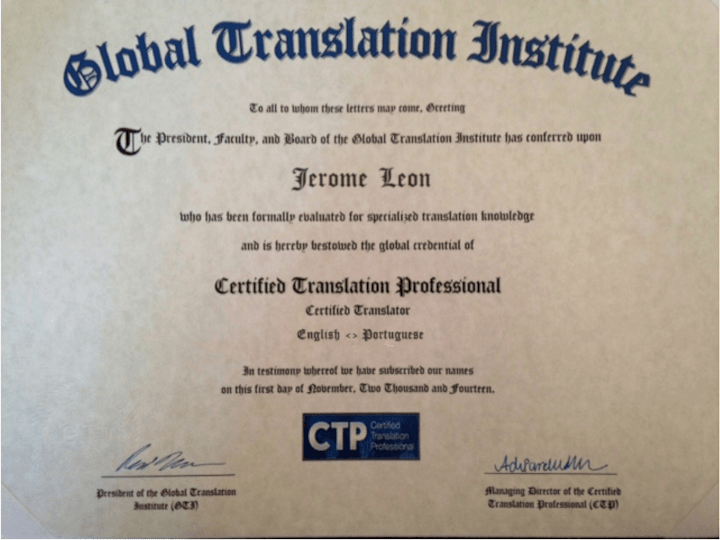 Global Translation Institute
To all to whom these letters may come, Greeting
The President, Faculty, and Board of the Global Translation Institute has conferred upon
Jerome Leon
who has been formally evaluated for specialized translation knowledge
and is hereby bestowed the global credential of
Certified Translation Professional
Certified Translator
English <> Portuguese
In testimony whereof we have subscribed our names
on this first day of November, Two Thousand and Fourteen.
CTP Certified
Translation
Professional
President of the Global Translation
Institute (GTI)
Managing Director of the Certified
Translation Professional (CTP)